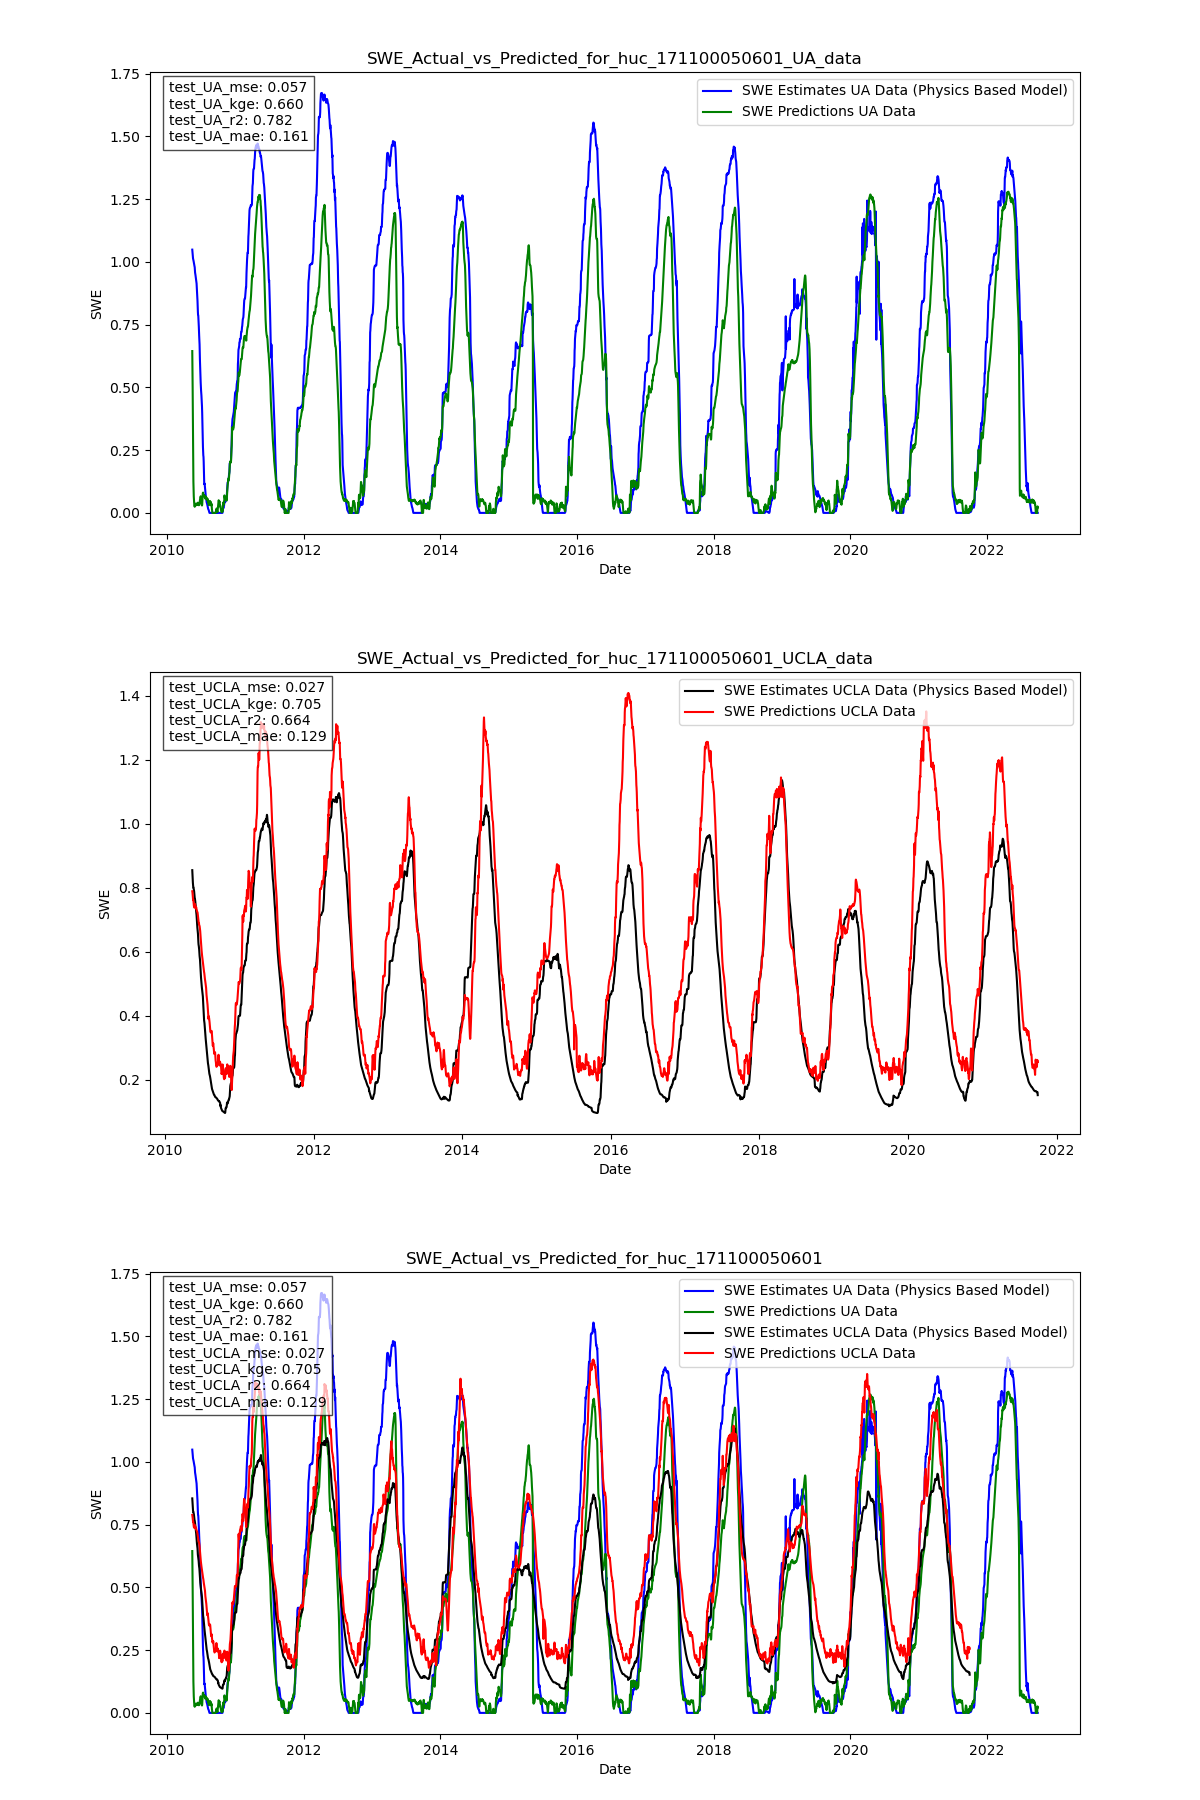 SWE_Actual_vs_Predicted_for_huc_171100050601_UA_data
test_UA_mse: 0.057
test_UA_kge: 0.660
test_UA_r2: 0.782
test_UA_mae: 0.161
SWE Estimates UA Data (Physics Based Model)
SWE Predictions UA Data
1.75
1.50
1.25
1.00
0.75
0.50
0.25
0.00
SWE
2010 2012 2014 2016 2018 2020 2022
Date
SWE_Actual_vs_Predicted_for_huc_171100050601_UCLA_data
test_UCLA_mse: 0.027
test_UCLA_kge: 0.705
test_UCLA_r2: 0.664
test_UCLA_mae: 0.129
SWE Estimates UCLA Data (Physics Based Model)
SWE Predictions UCLA Data
1.4
1.2
1.0
0.8
0.6
0.4
0.2
SWE
2010 2012 2014 2016 2018 2020 2022
Date
SWE_Actual_vs_Predicted_for_huc_171100050601
test_UA_mse: 0.057
test_UA_kge: 0.660
test_UA_r2: 0.782
test_UA_mae: 0.161
test_UCLA_mse: 0.027
test_UCLA_kge: 0.705
test_UCLA_r2: 0.664
test_UCLA_mae: 0.129
SWE Estimates UA Data (Physics Based Model)
SWE Predictions UA Data
SWE Estimates UCLA Data (Physics Based Model)
SWE Predictions UCLA Data
1.75
1.50
1.25
1.00
0.75
0.50
0.25
0.00
SWE
2010 2012 2014 2016 2018 2020 2022
Date